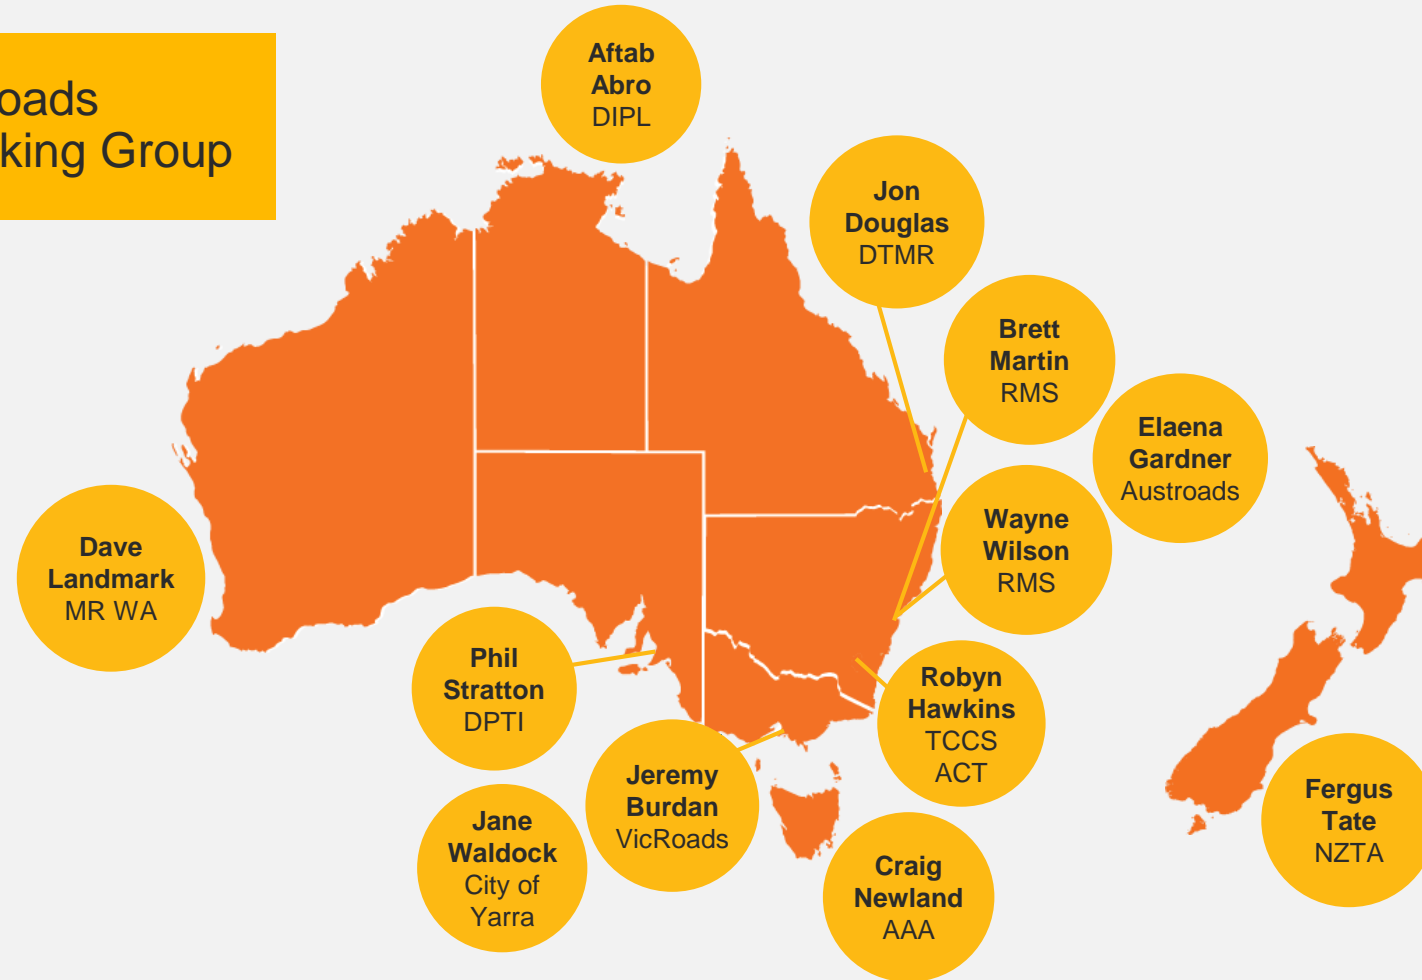 oads
king Group
Aftab
Abro
DIPL
Jon
Douglas
DTMR
Brett
Martin
RMS
Elaena
Gardner
Austroads
Wayne
Wilson
RMS
Dave
Landmark
MR WA
Phil
Stratton
DPTI
Robyn
Hawkins
TCCS
ACT
Jeremy
Burdan
VicRoads
Jane
Waldock
City of
Yarra
Craig
Newland
AAA
Fergus
Tate
NZTA